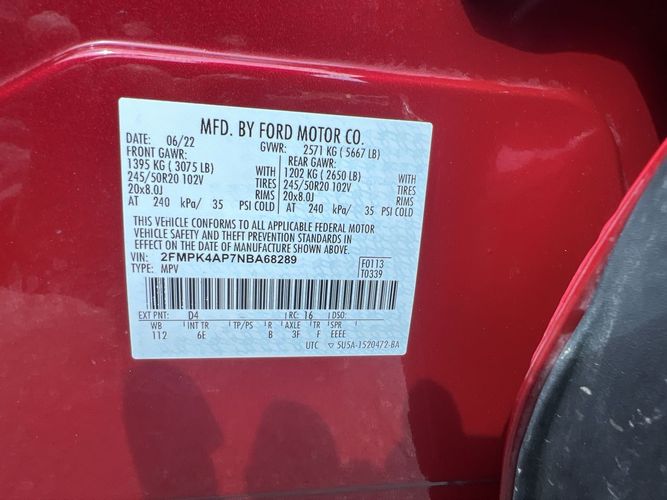 MFD. BY FORD MOTOR CO.
DATE: 06/22 GVWR: 2571 KG ( 5667 LB)
FRONT GAWR: REAR GAWR:
1395 KG ( 3075 LB) WITH 1202 KG ( 2650 LB) WITH
245/50R20 102V TIRES 245/50R20 102V TIRES
20x8.0J RIMS 20x8.0J RIMS
AT 240 kPa/ 35 PSI COLD AT 240 kPa/ 35 PSI COLD
THIS VEHICLE CONFORMS TO ALL APPLICABLE FEDERAL MOTOR
VEHICLE SAFETY AND THEFT PREVENTION STANDARDS IN
EFFECT ON THE DATE OF MANUFACTURE SHOWN ABOVE.
VIN: 2FMPK4AP7NBA68289 F0113
TYPE: MPV T0339
EXT PNT: D4 RC: 16 DSO:
WB INT TR TP/PS R AXLE TR SPR
112 6E B 3F F EEEE
UTC ▽ 5U5A-1520472-BA